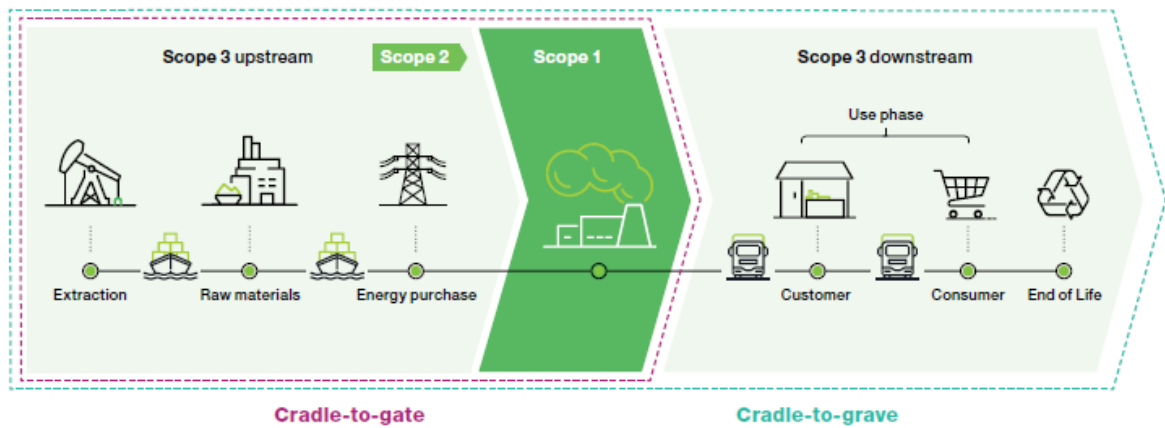 Scope 3 upstream
Scope 2
Scope 1
Scope 3 downstream
Use phase
Extraction
Raw materials
Energy purchase
Customer
Consumer
End of Life
Cradle-to-gate
Cradle-to-grave